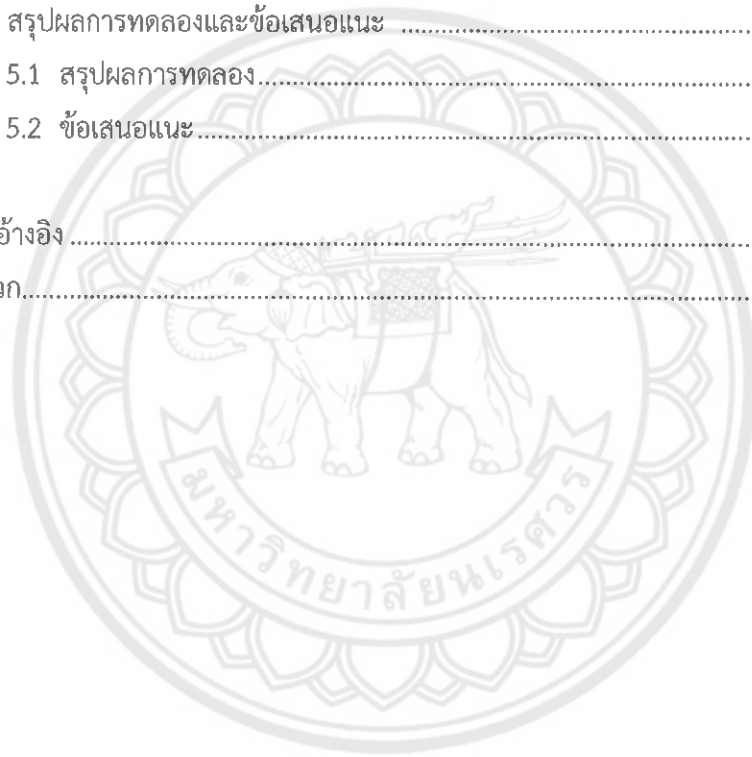 สรุปผลการทดลองและข้อเสนอแนะ ........................................
5.1 สรุปผลการทดลอง........................................
5.2 ข้อเสนอแนะ........................................
อ้างอิง ........................................
วก........................................
มหาวิทยาลัยนเรศวร